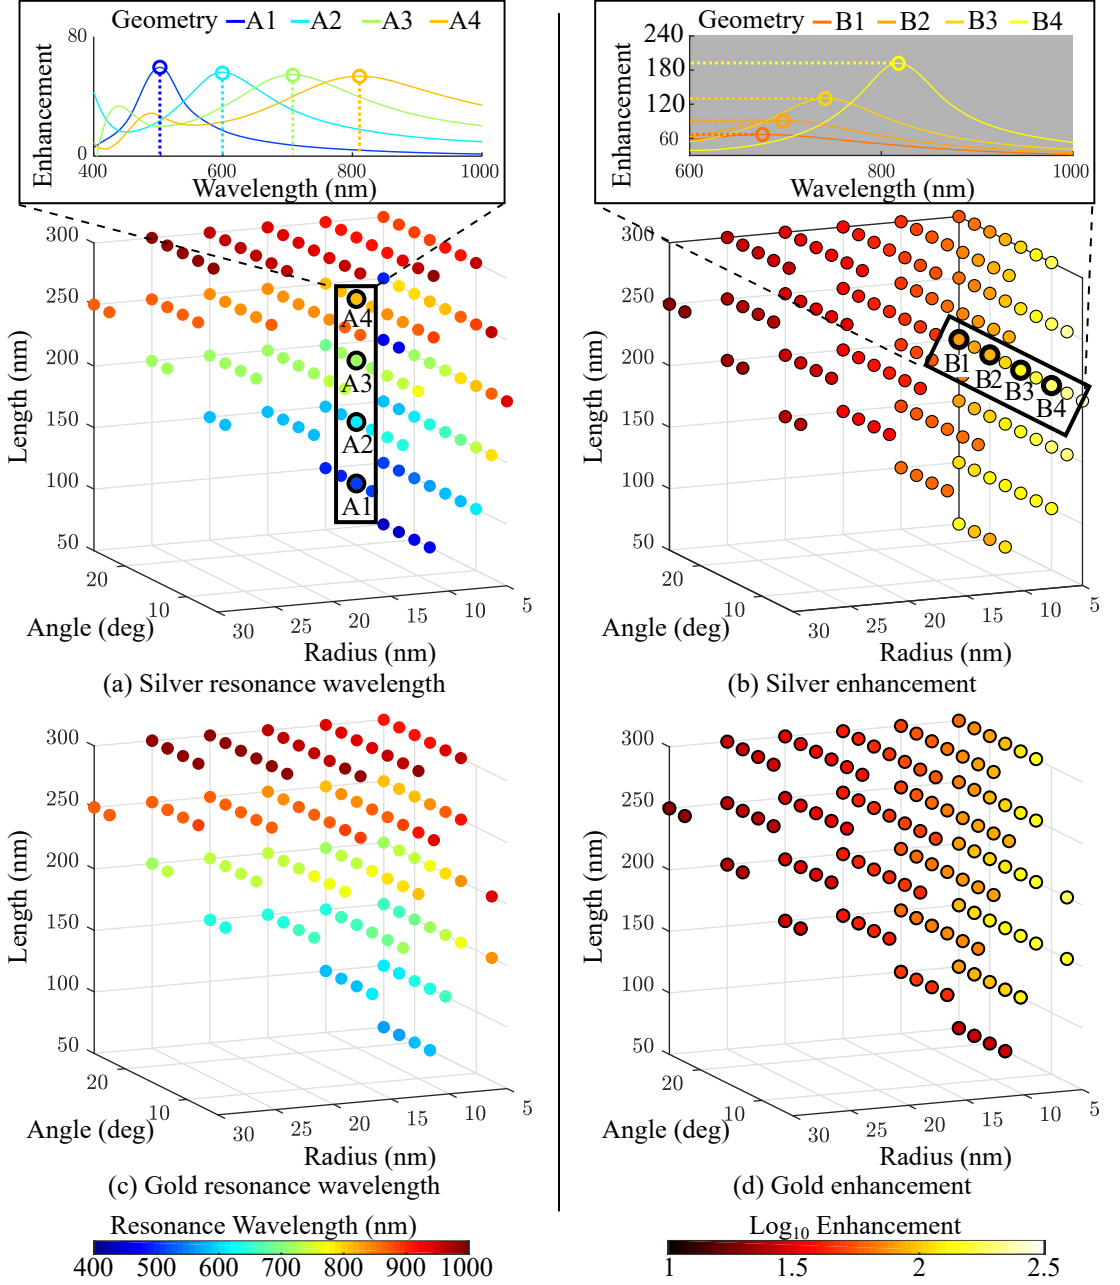 Geometry A1 A2 A3 A4
80
0
Enhancement
400 600 800 1000
Wavelength (nm)
300
250
200
150
100
50
Length (nm)
A4
A3
A2
A1
20
10
Angle (deg)
30 25 20 15 10 5
Radius (nm)
(a) Silver resonance wavelength
Geometry B1 B2 B3 B4
240
180
120
60
Enhancement
600 800 1000
Wavelength (nm)
300
250
200
150
100
50
Length (nm)
B1
B2
B3
B4
20
10
Angle (deg)
30 25 20 15 10 5
Radius (nm)
(b) Silver enhancement
300
250
200
150
100
50
Length (nm)
20
10
Angle (deg)
30 25 20 15 10 5
Radius (nm)
(c) Gold resonance wavelength
300
250
200
150
100
50
Length (nm)
20
10
Angle (deg)
30 25 20 15 10 5
Radius (nm)
(d) Gold enhancement
Resonance Wavelength (nm)
400 500 600 700 800 900 1000
Log₁₀ Enhancement
1 1.5 2 2.5